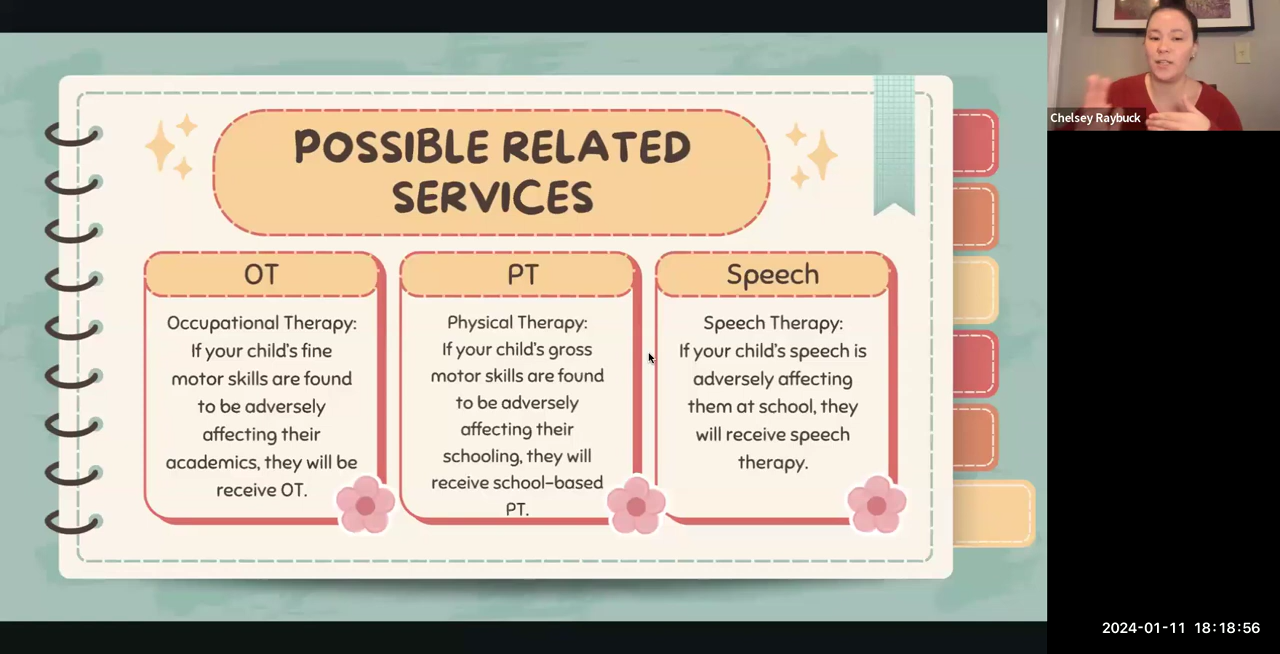 POSSIBLE RELATED
SERVICES
OT
Occupational Therapy:
If your child's fine
motor skills are found
to be adversely
affecting their
academics, they will be
receive OT.
PT
Physical Therapy:
If your child's gross
motor skills are found
to be adversely
affecting their
schooling, they will
receive school-based
PT.
Speech
Speech Therapy:
If your child's speech is
adversely affecting
them at school, they
will receive speech
therapy.
Chelsey Raybuck
2024-01-11 18:18:56